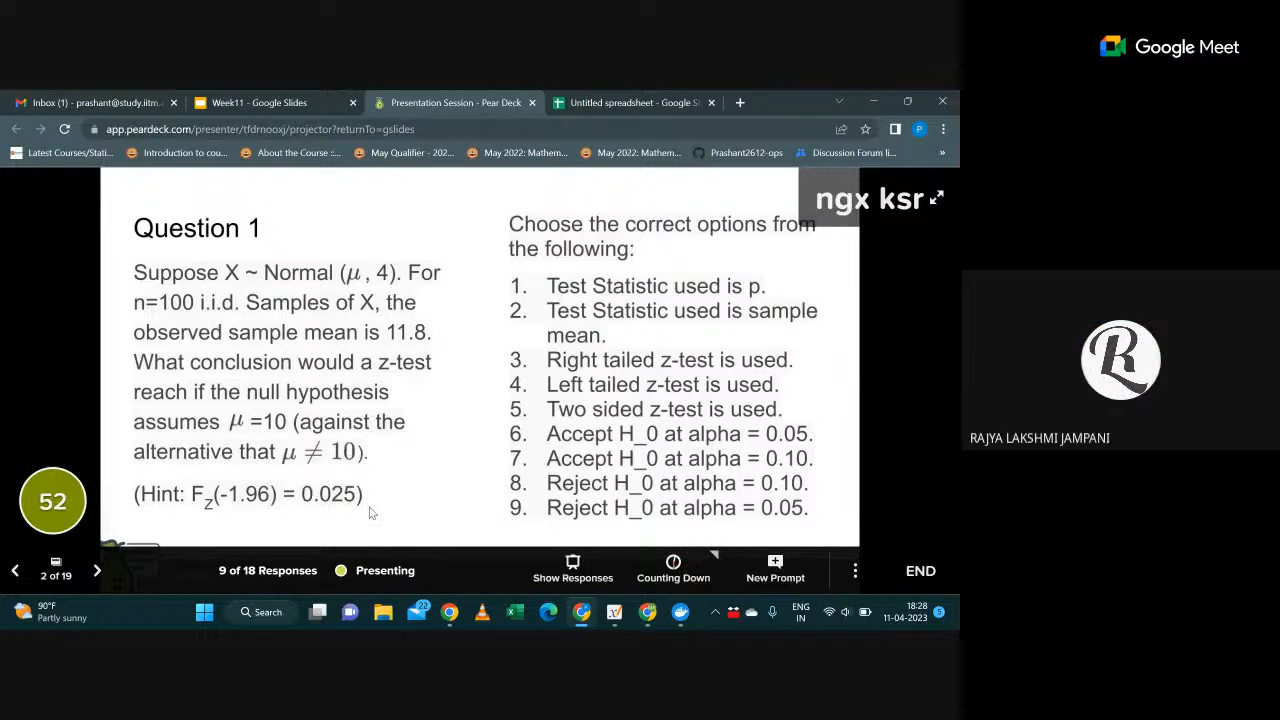 Google Meet
Inbox (1) - prashant@study.iitm.
Week11 - Google Slides
Presentation Session - Pear Deck
Untitled spreadsheet - Google S
app.peardeck.com/presenter/tfdrnooxj/projector?returnTo=gslides
P
Latest Courses/Stati...
Introduction to cou...
About the Course ::...
May Qualifier - 202...
May 2022: Mathem...
May 2022: Mathem...
Prashant2612-ops
Discussion Forum li...
»
ngx ksr
Question 1
Suppose X ~ Normal (μ , 4). For
n=100 i.i.d. Samples of X, the
observed sample mean is 11.8.
What conclusion would a z-test
reach if the null hypothesis
assumes μ =10 (against the
alternative that μ ≠ 10).
(Hint: F_z(-1.96) = 0.025)
Choose the correct options from
the following:
1. Test Statistic used is p.
2. Test Statistic used is sample
mean.
3. Right tailed z-test is used.
4. Left tailed z-test is used.
5. Two sided z-test is used.
6. Accept H_0 at alpha = 0.05.
7. Accept H_0 at alpha = 0.10.
8. Reject H_0 at alpha = 0.10.
9. Reject H_0 at alpha = 0.05.
52
R
RAJYA LAKSHMI JAMPANI
2 of 19
9 of 18 Responses
Presenting
Show Responses
Counting Down
New Prompt
END
90°F
Partly sunny
Search
22
ENG
IN
18:28
11-04-2023
5